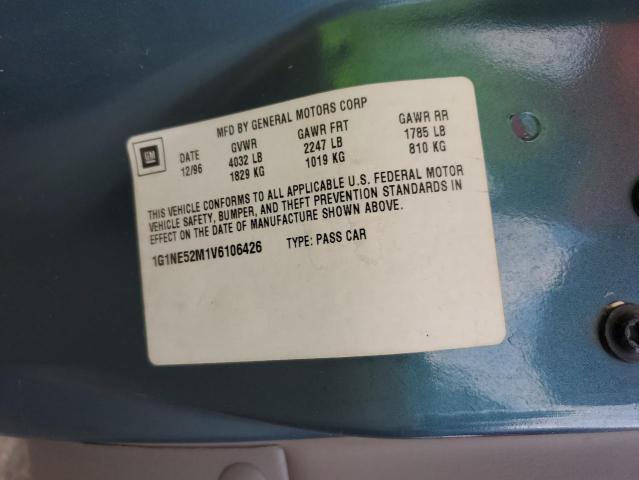 MFD BY GENERAL MOTORS CORP
GM
DATE GVWR GAWR FRT GAWR RR
12/96 4032 LB 2247 LB 1785 LB
1829 KG 1019 KG 810 KG
THIS VEHICLE CONFORMS TO ALL APPLICABLE U.S. FEDERAL MOTOR
VEHICLE SAFETY, BUMPER, AND THEFT PREVENTION STANDARDS IN
EFFECT ON THE DATE OF MANUFACTURE SHOWN ABOVE.
1G1NE52M1V6106426 TYPE: PASS CAR